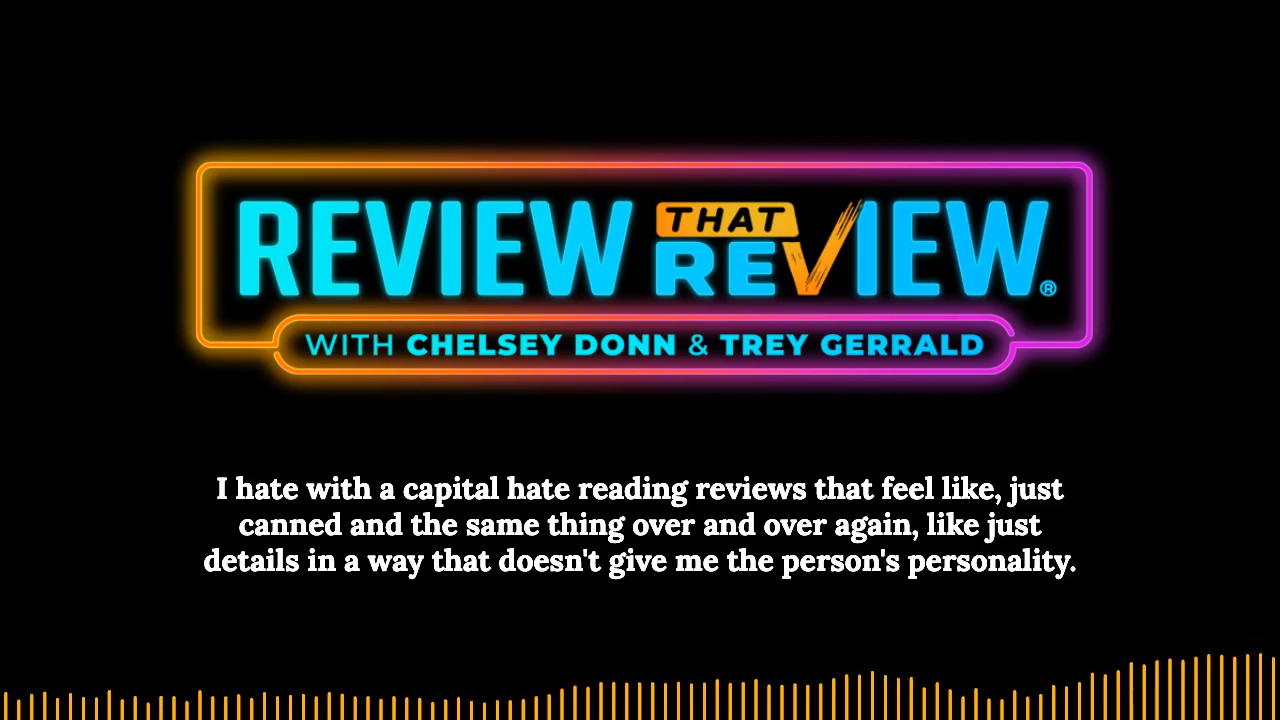 REVIEW THAT REVIEW®
WITH CHELSEY DONN & TREY GERRALD
I hate with a capital hate reading reviews that feel like, just
canned and the same thing over and over again, like just
details in a way that doesn't give me the person's personality.